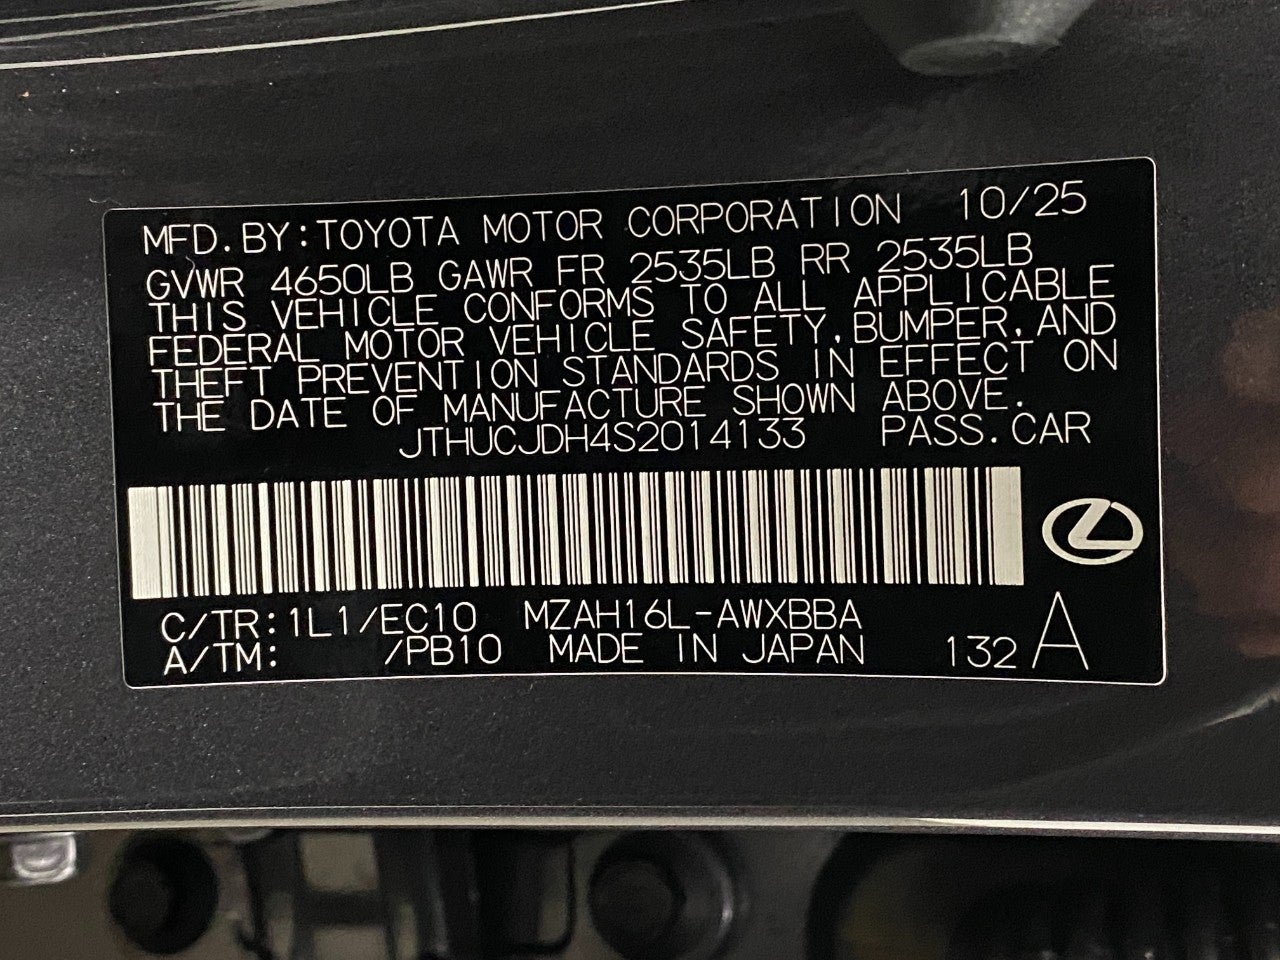 MFD.BY:TOYOTA MOTOR CORPORATION 10/25
GVWR 4650LB GAWR FR 2535LB RR 2535LB
THIS VEHICLE CONFORMS TO ALL APPLICABLE
FEDERAL MOTOR VEHICLE SAFETY,BUMPER,AND
THEFT PREVENTION STANDARDS IN EFFECT ON
THE DATE OF MANUFACTURE SHOWN ABOVE.
JTHUCJDH4S2014133 PASS.CAR
C/TR:1L1/EC10 MZAH16L-AWXBBA
A/TM: /PB10 MADE IN JAPAN 132 A